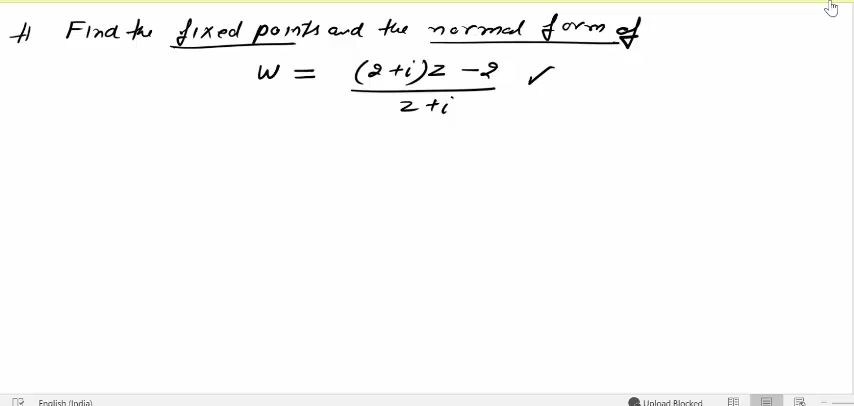 # Find the fixed points and the normal form of
w = (2+i)z -2 ✓
z+i
English (India)
Upload Blocked